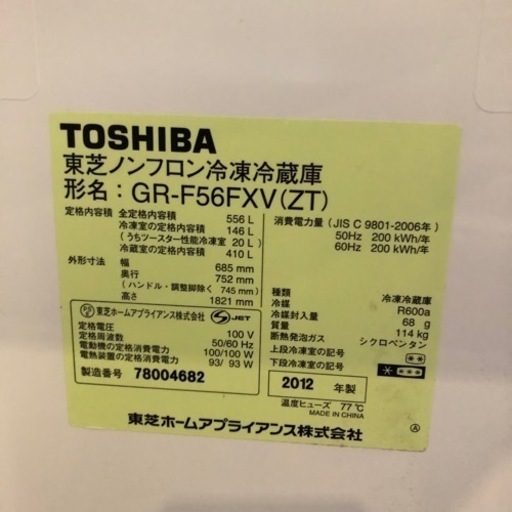 TOSHIBA
東芝ノンフロン冷凍冷蔵庫
形名：GR-F56FXV(ZT)
定格内容積 全定格内容積 556 L
冷凍室の定格内容積 146 L
(うちツースター性能冷凍室 20 L)
冷蔵室の定格内容積 410 L
外形寸法 幅 685 mm
奥行 752 mm
(ハンドル・調整脚除く 745 mm)
高さ 1821 mm
消費電力量 (JIS C 9801-2006年)
50Hz 200 kWh/年
60Hz 200 kWh/年
種類 冷凍冷蔵庫
冷媒 R600a
冷媒封入量 68 g
質量 114 kg
断熱発泡ガス シクロペンタン
上段冷凍室の記号
下段冷凍室の記号
東芝ホームアプライアンス株式会社 S-JET
定格電圧 100 V
定格周波数 50/60 Hz
電動機の定格消費電力 100/100 W
電熱装置の定格消費電力 93/ 93 W
製造番号 78004682
2012 年製
温度ヒューズ 77℃
MADE IN CHINA
東芝ホームアプライアンス株式会社
Ⓐ